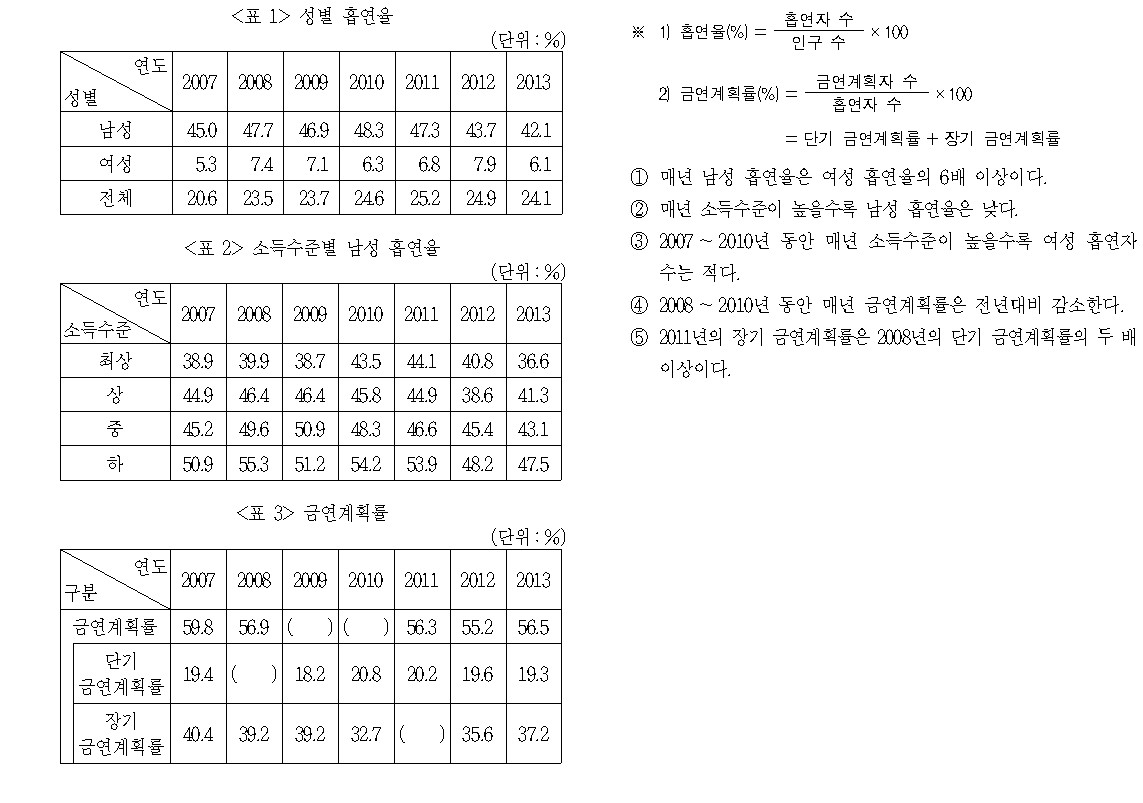 <표 1> 성별 흡연율
(단위 : %)
연도 2007 2008 2009 2010 2011 2012 2013
성별
남성 45.0 47.7 46.9 48.3 47.3 43.7 42.1
여성 5.3 7.4 7.1 6.3 6.8 7.9 6.1
전체 20.6 23.5 23.7 24.6 25.2 24.9 24.1
<표 2> 소득수준별 남성 흡연율
(단위 : %)
연도 2007 2008 2009 2010 2011 2012 2013
소득수준
최상 38.9 39.9 38.7 43.5 44.1 40.8 36.6
상 44.9 46.4 46.4 45.8 44.9 38.6 41.3
중 45.2 49.6 50.9 48.3 46.6 45.4 43.1
하 50.9 55.3 51.2 54.2 53.9 48.2 47.5
<표 3> 금연계획률
(단위 : %)
연도 2007 2008 2009 2010 2011 2012 2013
구분
금연계획률 59.8 56.9 ( ) ( ) 56.3 55.2 56.5
단기
금연계획률 19.4 ( ) 18.2 20.8 20.2 19.6 19.3
장기
금연계획률 40.4 39.2 39.2 32.7 ( ) 35.6 37.2
※ 1) 흡연율(%) = 흡연자 수 / 인구 수 × 100
2) 금연계획률(%) = 금연계획자 수 / 흡연자 수 × 100
= 단기 금연계획률 + 장기 금연계획률
① 매년 남성 흡연율은 여성 흡연율의 6배 이상이다.
② 매년 소득수준이 높을수록 남성 흡연율은 낮다.
③ 2007 ~ 2010년 동안 매년 소득수준이 높을수록 여성 흡연자
수는 적다.
④ 2008 ~ 2010년 동안 매년 금연계획률은 전년대비 감소한다.
⑤ 2011년의 장기 금연계획률은 2008년의 단기 금연계획률의 두 배
이상이다.